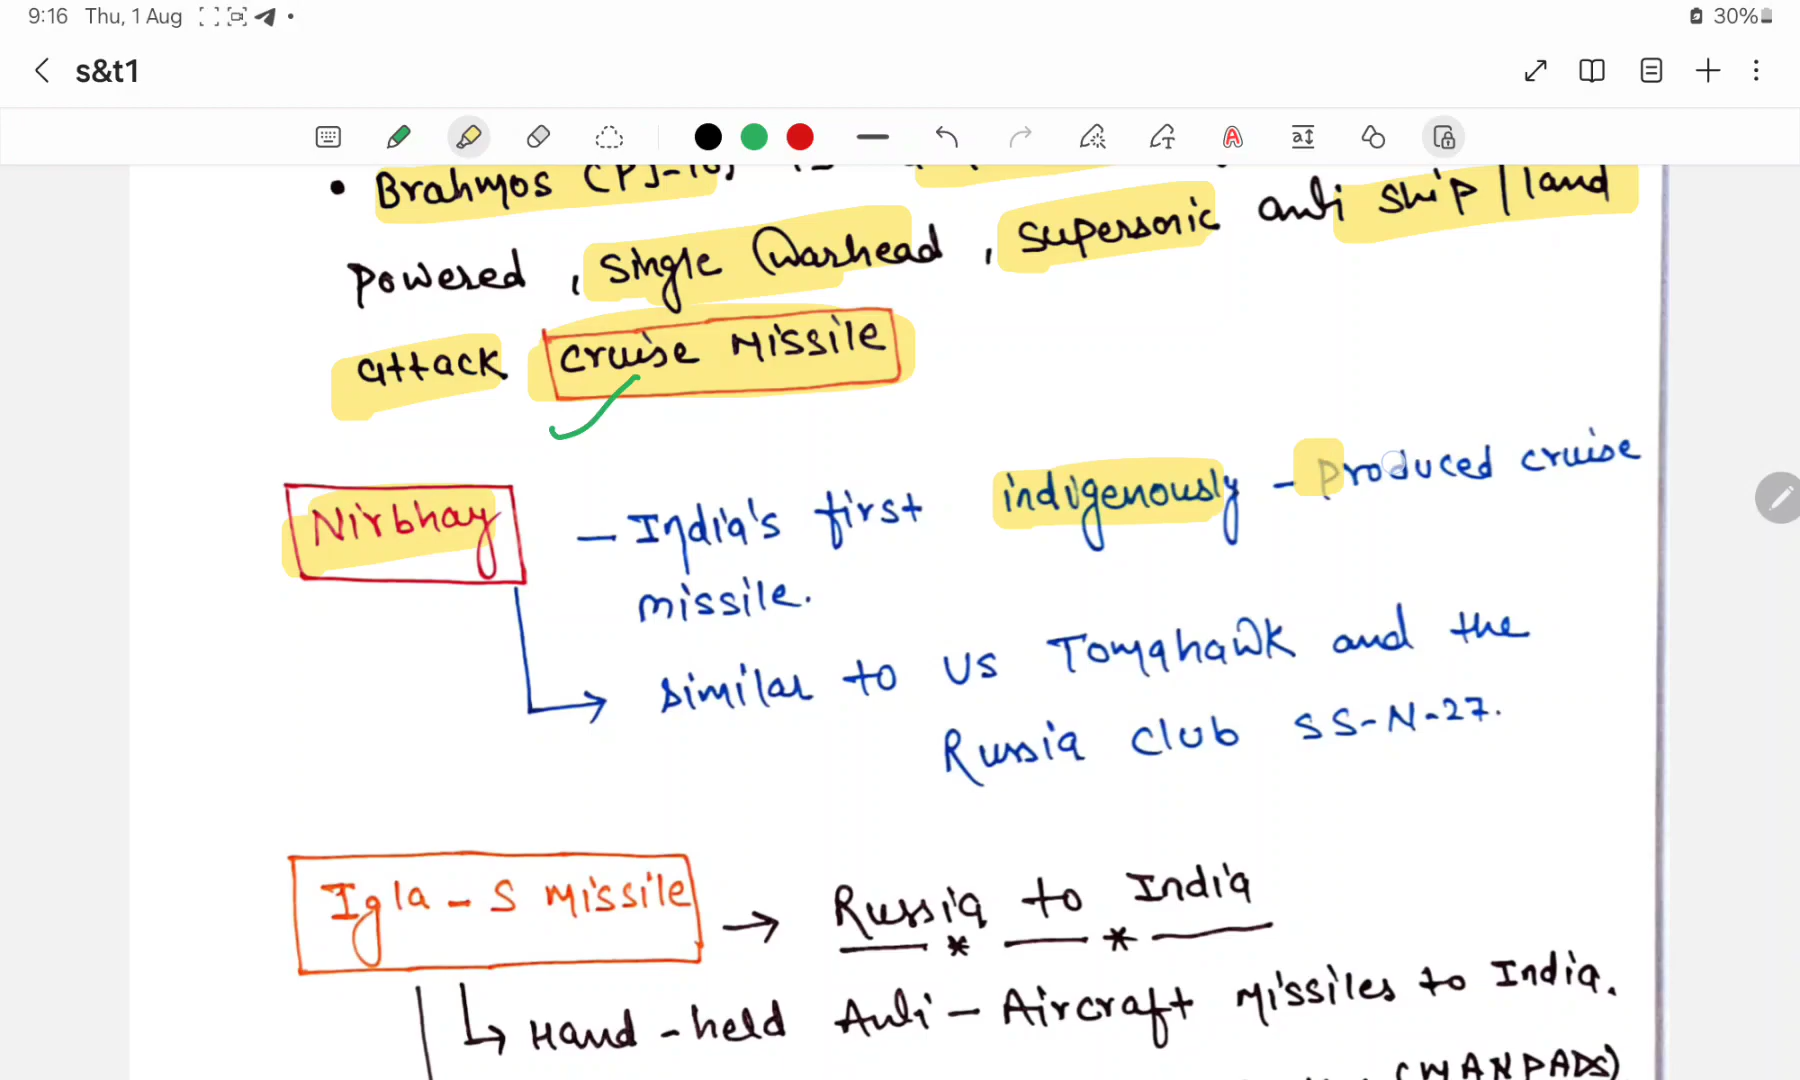 9:16 Thu, 1 Aug
30%
s&t1
• Brahmos (PJ-10)
powered, single warhead, supersonic anti ship / land
attack cruise Missile
Nirbhay — India's first indigenously - produced cruise
missile.
similar to US Tomahawk and the
Russia club SS-N-27.
Igla - S Missile → Russia to India
Hand - held Anti - Aircraft Missiles to India.
(MANPADS)